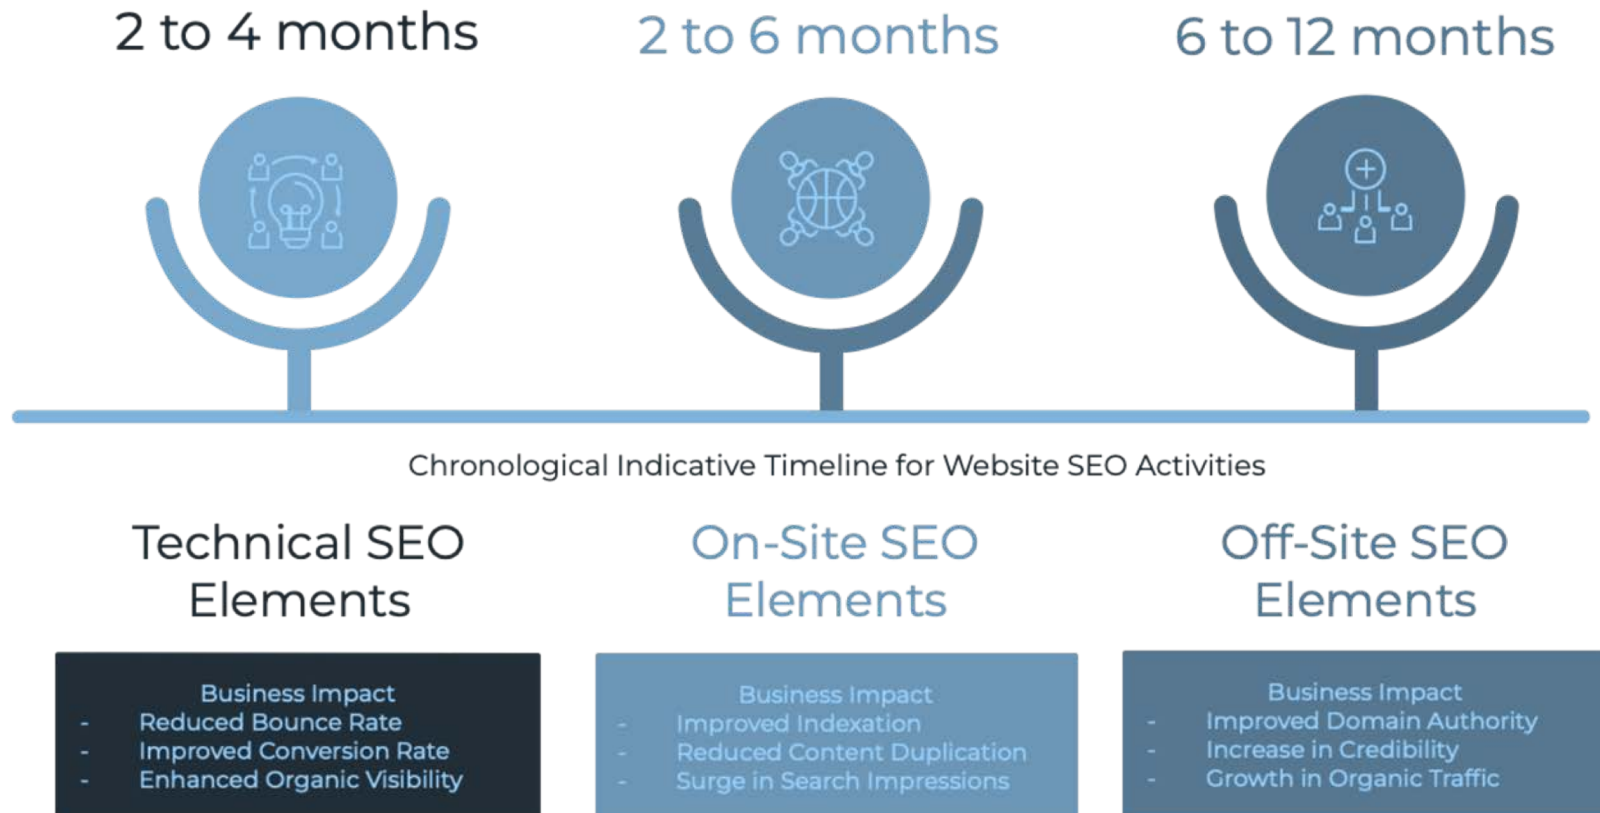 2 to 4 months
2 to 6 months
6 to 12 months
Chronological Indicative Timeline for Website SEO Activities
Technical SEO
Elements
On-Site SEO
Elements
Off-Site SEO
Elements
Business Impact
- Reduced Bounce Rate
- Improved Conversion Rate
- Enhanced Organic Visibility
Business Impact
- Improved Indexation
- Reduced Content Duplication
- Surge in Search Impressions
Business Impact
- Improved Domain Authority
- Increase in Credibility
- Growth in Organic Traffic